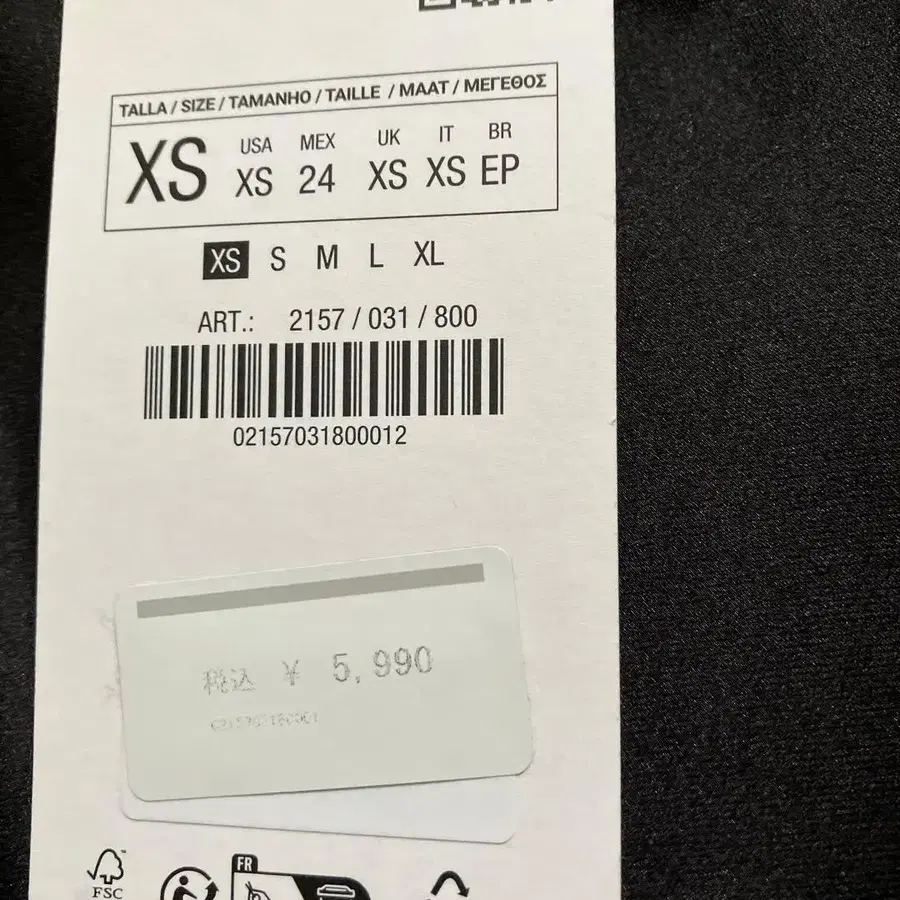 TALLA / SIZE / TAMANHO / TAILLE / MAAT / ΜΕΓΕΘΟΣ
XS USA XS MEX 24 UK XS IT XS BR EP
XS S M L XL
ART.: 2157 / 031 / 800
02157031800012
税込 ¥ 5,990
FSC
FR